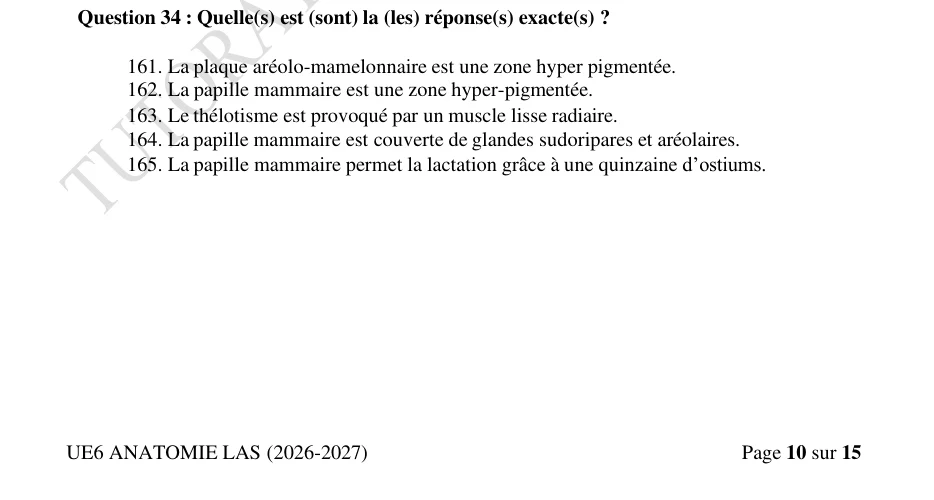 Question 34 : Quelle(s) est (sont) la (les) réponse(s) exacte(s) ?
161. La plaque aréolo-mamelonnaire est une zone hyper pigmentée.
162. La papille mammaire est une zone hyper-pigmentée.
163. Le thélotisme est provoqué par un muscle lisse radiaire.
164. La papille mammaire est couverte de glandes sudoripares et aréolaires.
165. La papille mammaire permet la lactation grâce à une quinzaine d’ostiums.
TUTORA
UE6 ANATOMIE LAS (2026-2027)
Page 10 sur 15